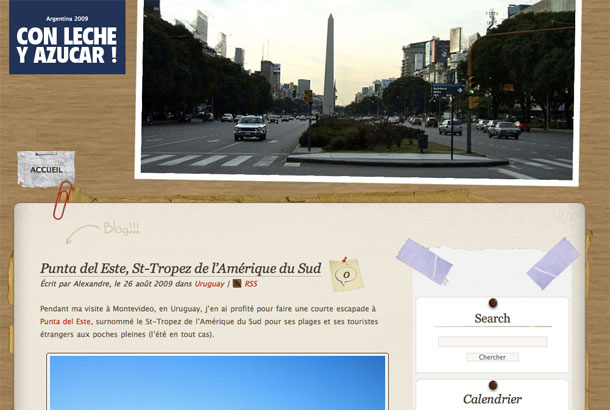 Argentina 2009
CON LECHE
Y AZUCAR !
ACCUEIL
Blog!!!
Punta del Este, St-Tropez de l'Amérique du Sud
0
Écrit par Alexandre, le 26 août 2009 dans Uruguay | RSS
Pendant ma visite à Montevideo, en Uruguay, j'en ai profité pour faire une courte escapade à
Punta del Este, surnommé le St-Tropez de l'Amérique du Sud pour ses plages et ses touristes
étrangers aux poches pleines (l'été en tout cas).
Search
Chercher
Calendrier